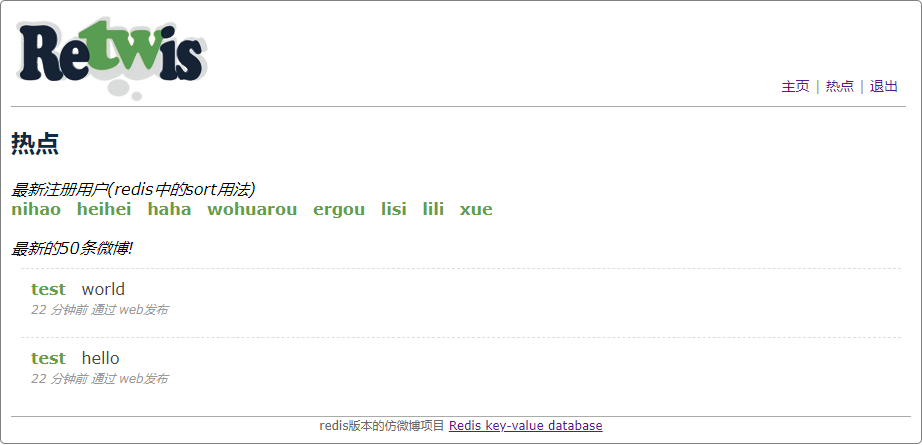 Retwis
主页 | 热点 | 退出
热点
最新注册用户(redis中的sort用法)
nihao heihei haha wohuarou ergou lisi lili xue
最新的50条微博!
test world
22 分钟前 通过 web发布
test hello
22 分钟前 通过 web发布
redis版本的仿微博项目 Redis key-value database